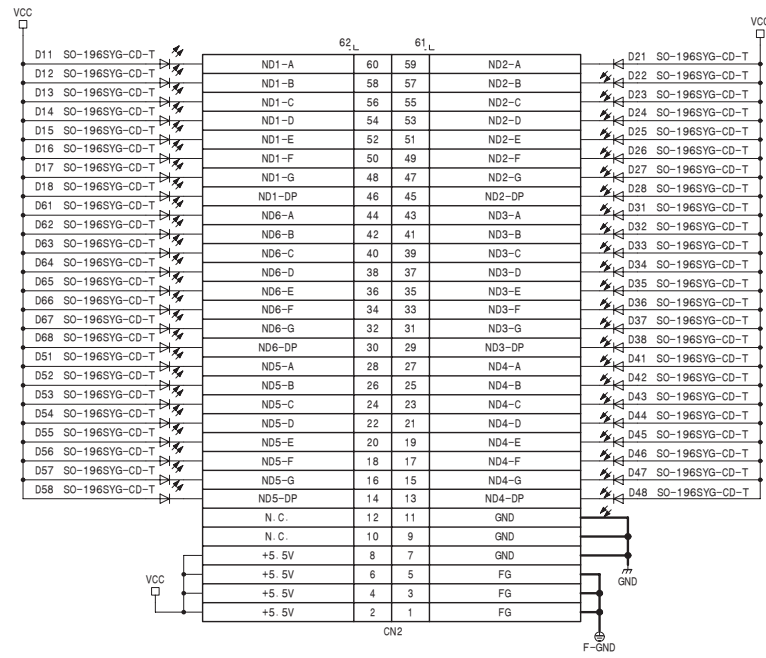 VCC
VCC
62
61
D11 SO-196SYG-CD-T ND1-A 60 59 ND2-A D21 SO-196SYG-CD-T
D12 SO-196SYG-CD-T ND1-B 58 57 ND2-B D22 SO-196SYG-CD-T
D13 SO-196SYG-CD-T ND1-C 56 55 ND2-C D23 SO-196SYG-CD-T
D14 SO-196SYG-CD-T ND1-D 54 53 ND2-D D24 SO-196SYG-CD-T
D15 SO-196SYG-CD-T ND1-E 52 51 ND2-E D25 SO-196SYG-CD-T
D16 SO-196SYG-CD-T ND1-F 50 49 ND2-F D26 SO-196SYG-CD-T
D17 SO-196SYG-CD-T ND1-G 48 47 ND2-G D27 SO-196SYG-CD-T
D18 SO-196SYG-CD-T ND1-DP 46 45 ND2-DP D28 SO-196SYG-CD-T
D61 SO-196SYG-CD-T ND6-A 44 43 ND3-A D31 SO-196SYG-CD-T
D62 SO-196SYG-CD-T ND6-B 42 41 ND3-B D32 SO-196SYG-CD-T
D63 SO-196SYG-CD-T ND6-C 40 39 ND3-C D33 SO-196SYG-CD-T
D64 SO-196SYG-CD-T ND6-D 38 37 ND3-D D34 SO-196SYG-CD-T
D65 SO-196SYG-CD-T ND6-E 36 35 ND3-E D35 SO-196SYG-CD-T
D66 SO-196SYG-CD-T ND6-F 34 33 ND3-F D36 SO-196SYG-CD-T
D67 SO-196SYG-CD-T ND6-G 32 31 ND3-G D37 SO-196SYG-CD-T
D68 SO-196SYG-CD-T ND6-DP 30 29 ND3-DP D38 SO-196SYG-CD-T
D51 SO-196SYG-CD-T ND5-A 28 27 ND4-A D41 SO-196SYG-CD-T
D52 SO-196SYG-CD-T ND5-B 26 25 ND4-B D42 SO-196SYG-CD-T
D53 SO-196SYG-CD-T ND5-C 24 23 ND4-C D43 SO-196SYG-CD-T
D54 SO-196SYG-CD-T ND5-D 22 21 ND4-D D44 SO-196SYG-CD-T
D55 SO-196SYG-CD-T ND5-E 20 19 ND4-E D45 SO-196SYG-CD-T
D56 SO-196SYG-CD-T ND5-F 18 17 ND4-F D46 SO-196SYG-CD-T
D57 SO-196SYG-CD-T ND5-G 16 15 ND4-G D47 SO-196SYG-CD-T
D58 SO-196SYG-CD-T ND5-DP 14 13 ND4-DP D48 SO-196SYG-CD-T
N.C. 12 11 GND
N.C. 10 9 GND
+5.5V 8 7 GND
+5.5V 6 5 FG
+5.5V 4 3 FG
+5.5V 2 1 FG
VCC
GND
CN2
F-GND